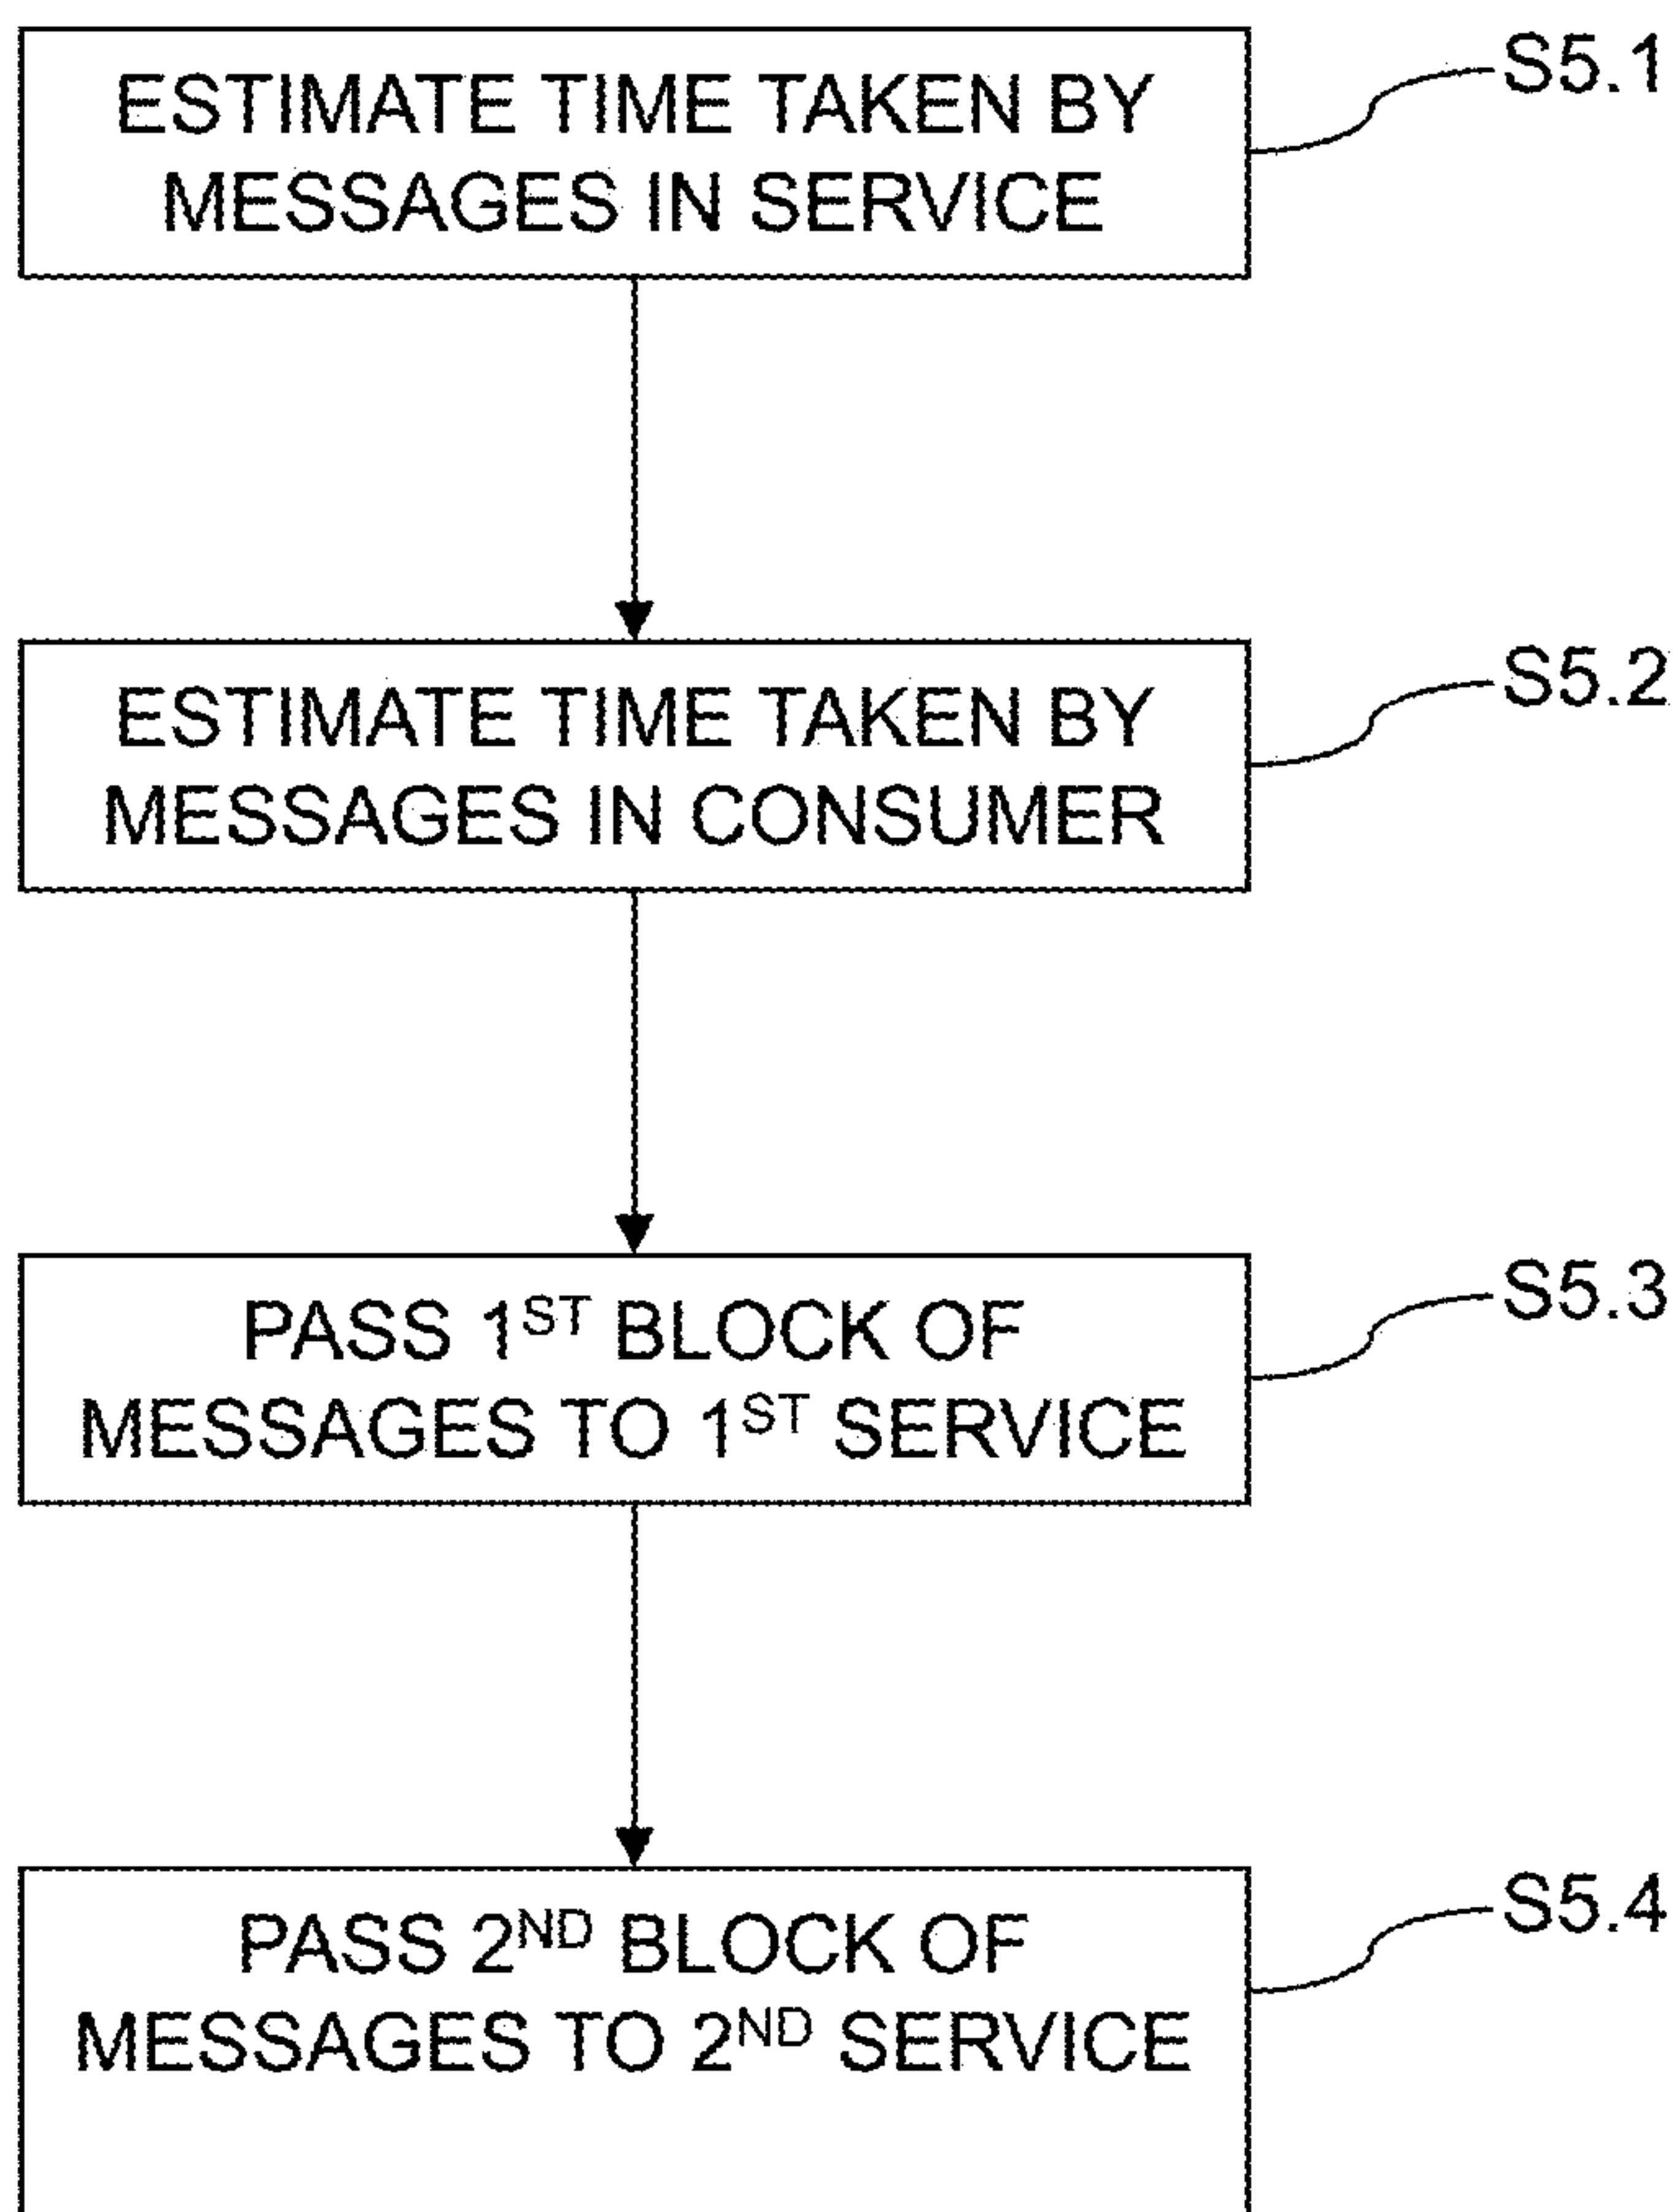 ESTIMATE TIME TAKEN BY
MESSAGES IN SERVICE
S5.1
ESTIMATE TIME TAKEN BY
MESSAGES IN CONSUMER
S5.2
PASS 1ST BLOCK OF
MESSAGES TO 1ST SERVICE
S5.3
PASS 2ND BLOCK OF
MESSAGES TO 2ND SERVICE
S5.4